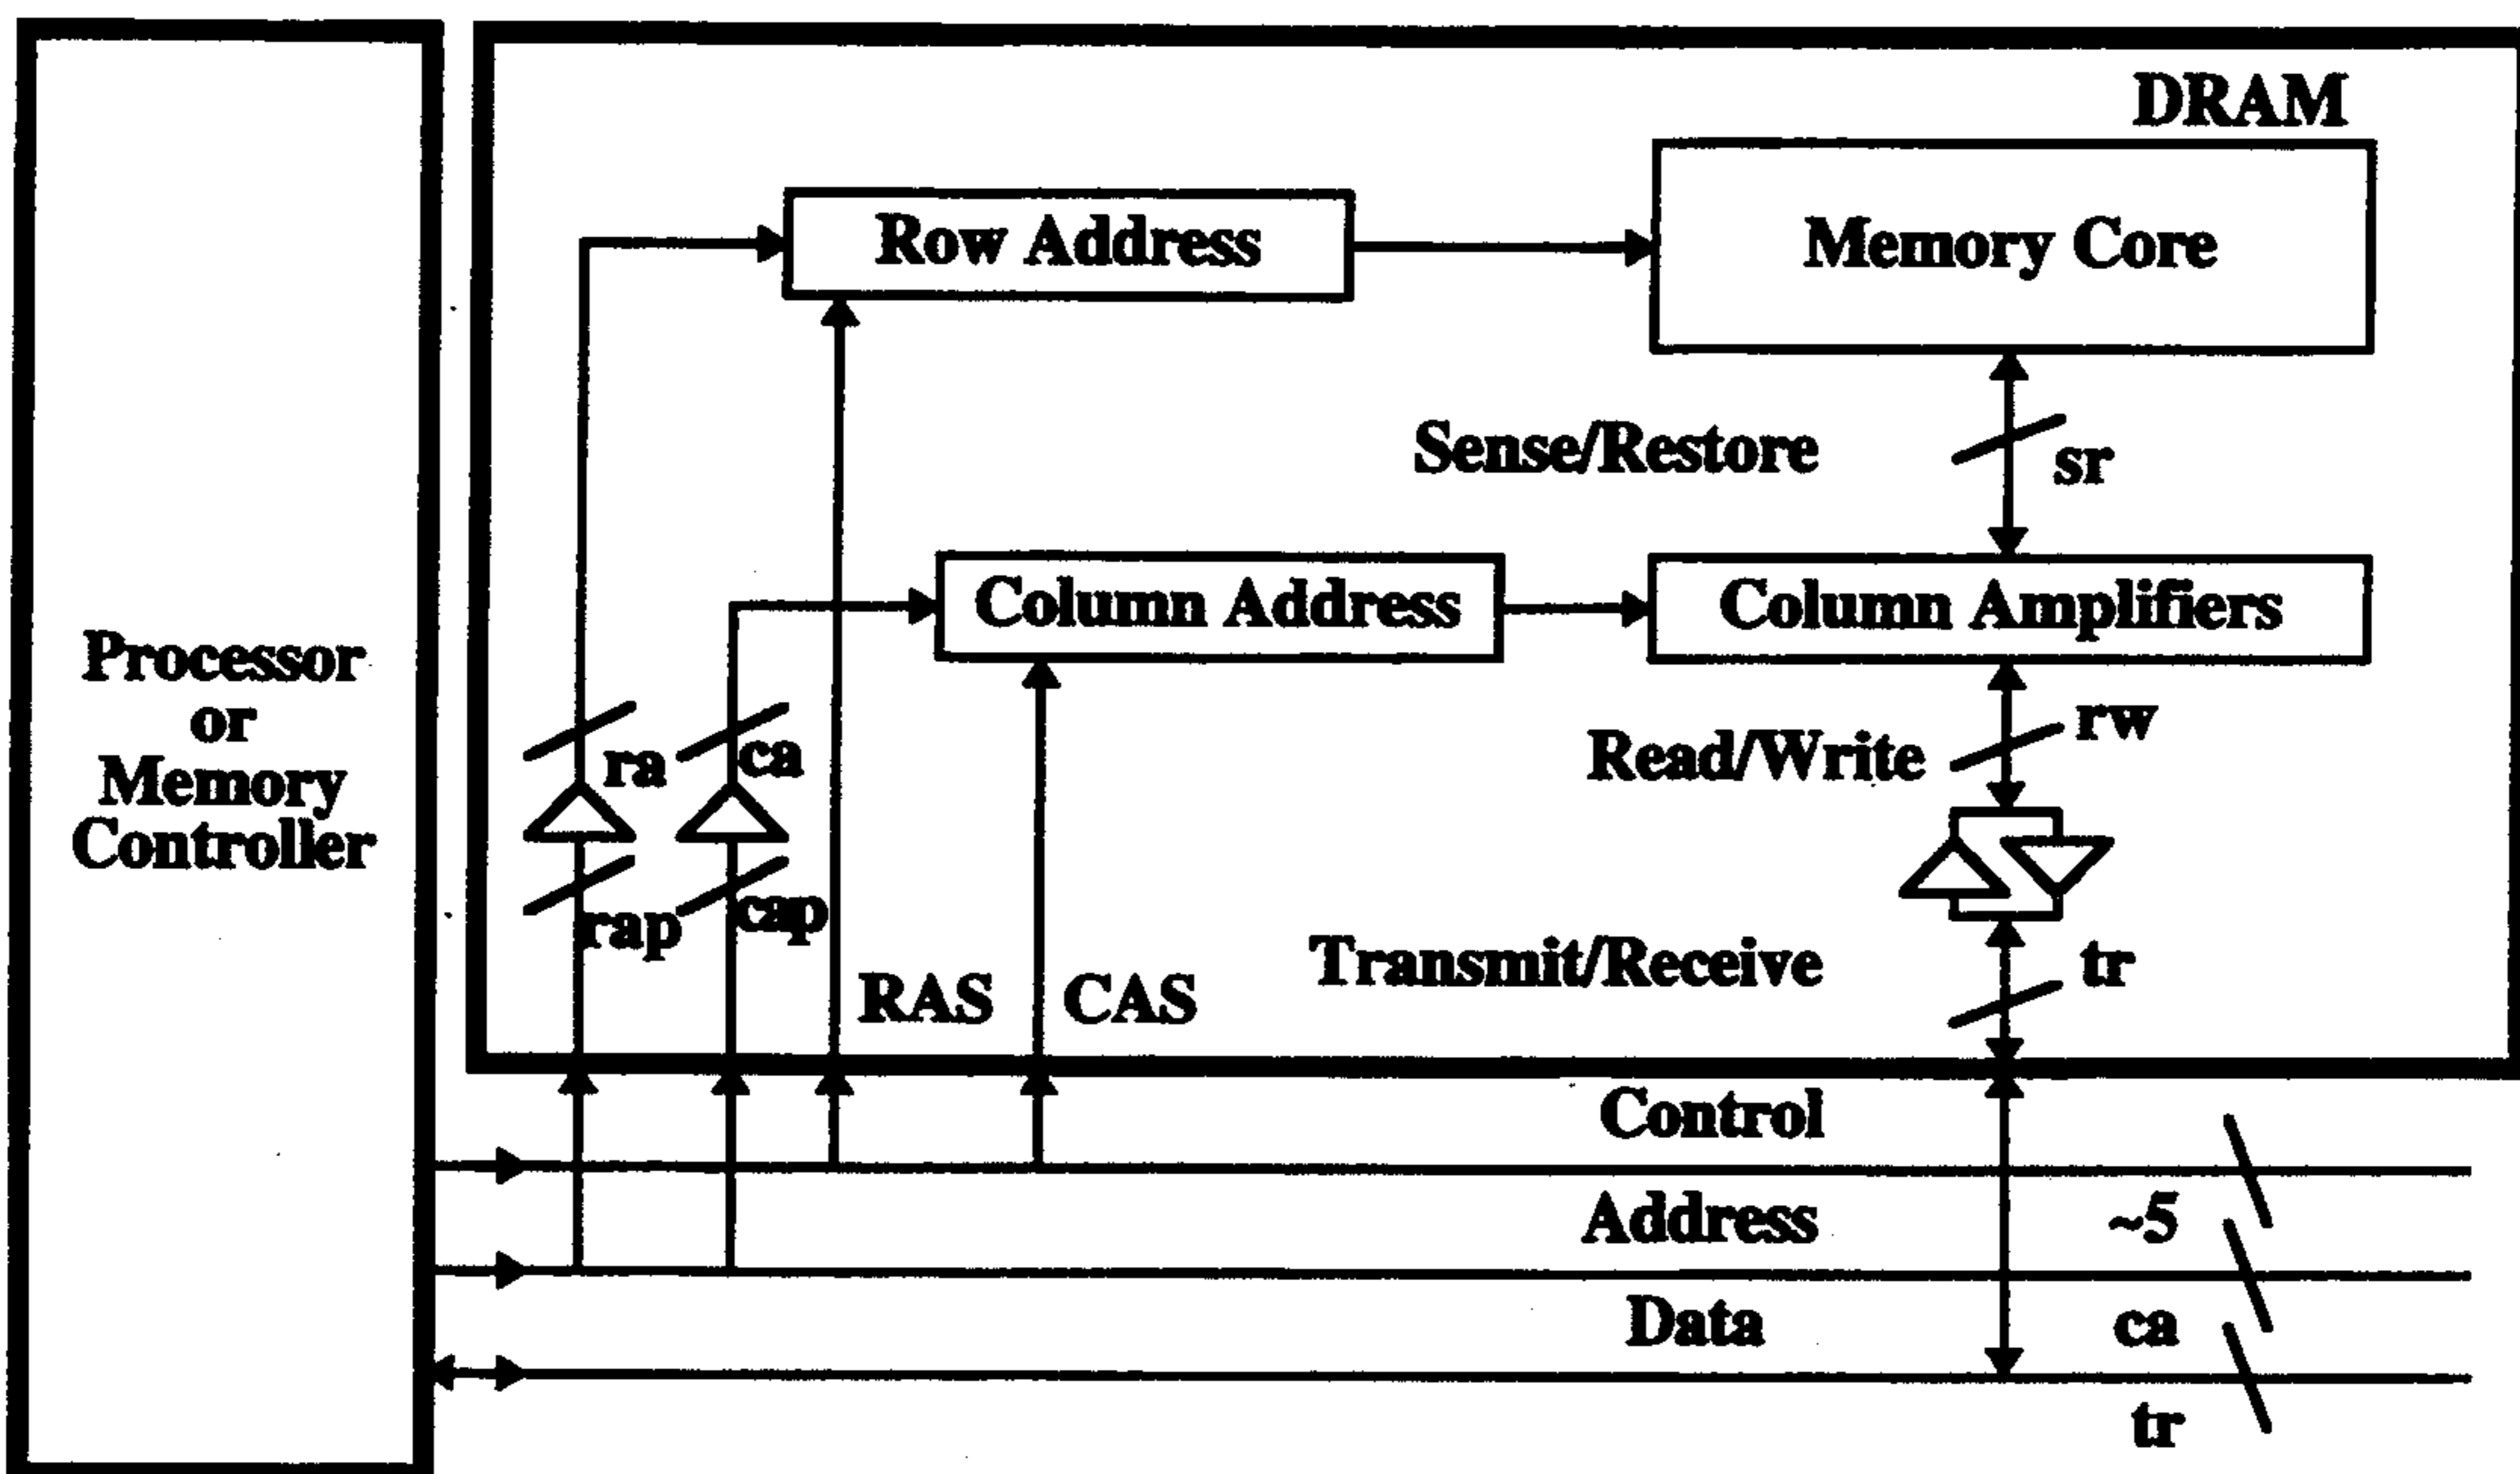 DRAM
Row Address
Memory Core
Sense/Restore
sr
Column Address
Column Amplifiers
Processor
or
Memory
Controller
ra
ca
Read/Write
rw
rap
cap
RAS
CAS
Transmit/Receive
tr
Control
Address
~5
Data
ca
tr